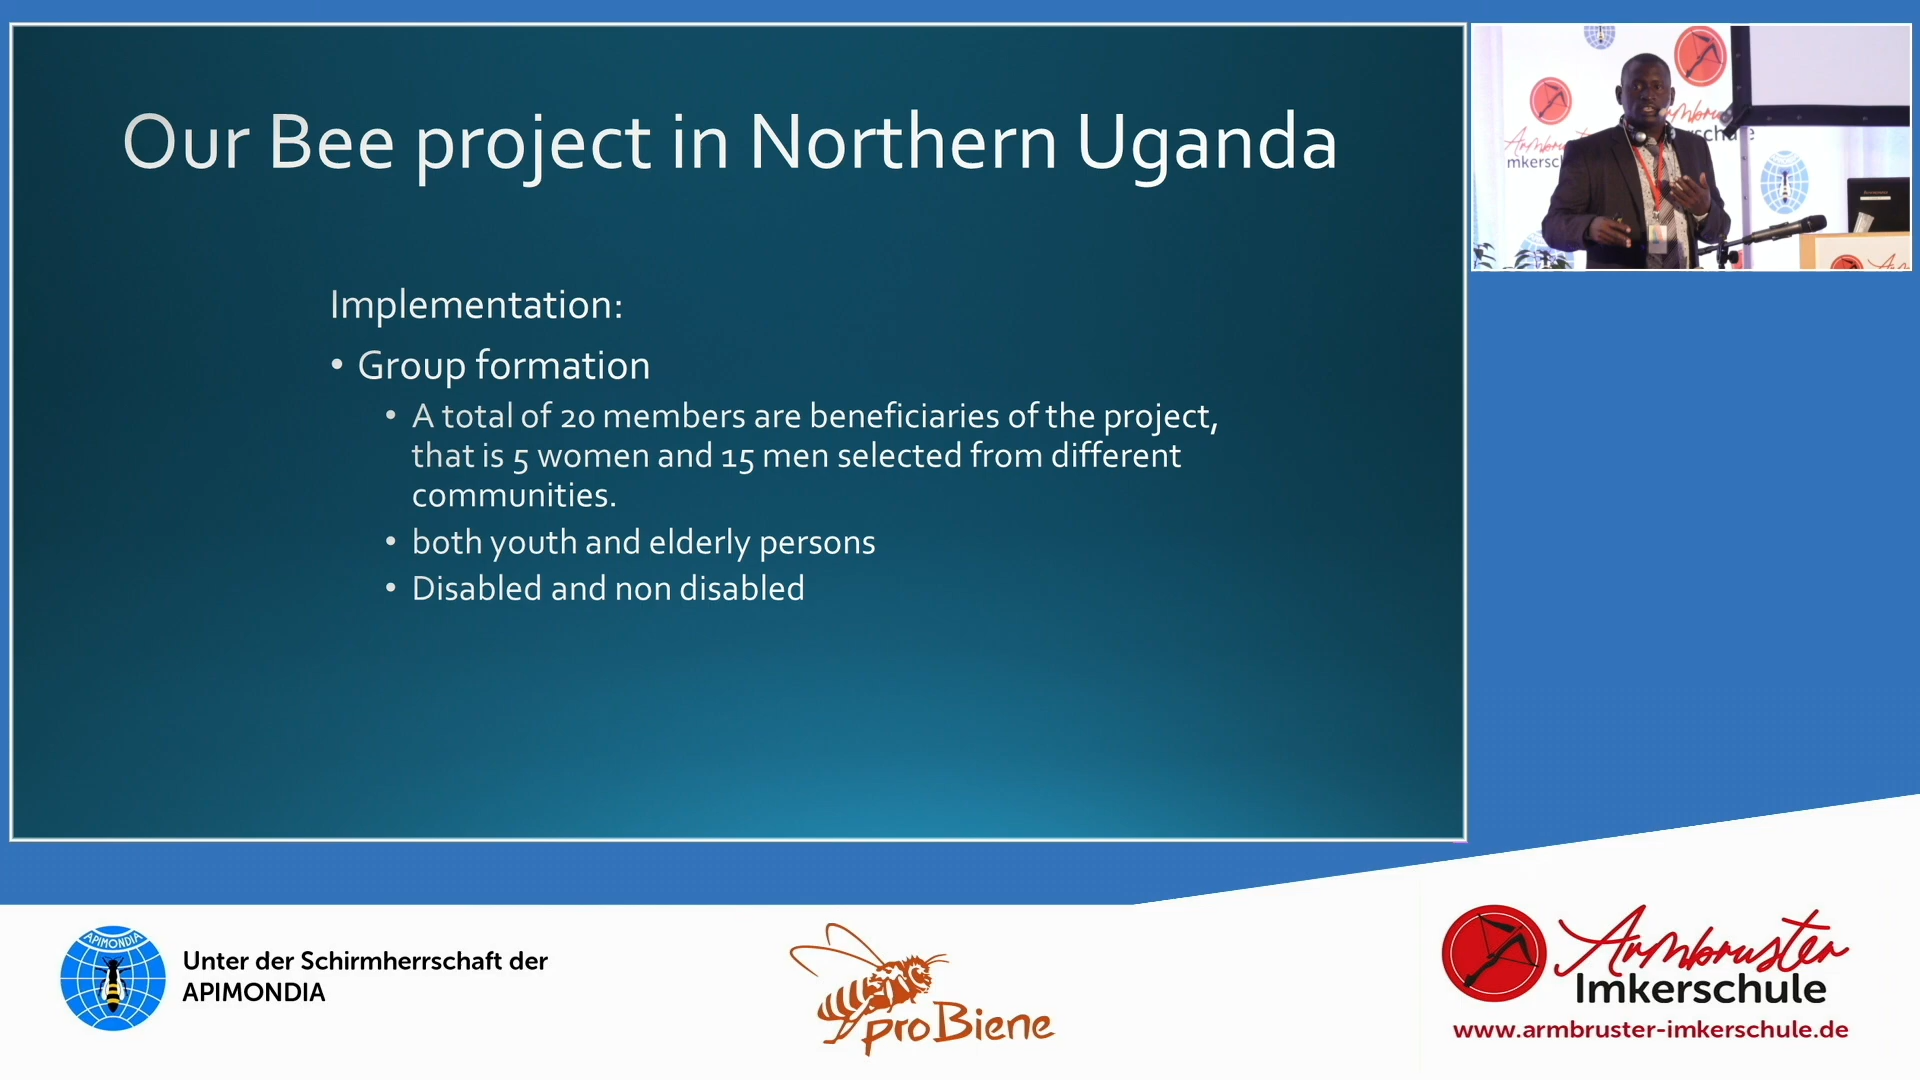 Our Bee project in Northern Uganda
Implementation:
• Group formation
• A total of 20 members are beneficiaries of the project,
that is 5 women and 15 men selected from different
communities.
• both youth and elderly persons
• Disabled and non disabled
APIMONDIA
Unter der Schirmherrschaft der
APIMONDIA
proBiene
Armbruster
Imkerschule
www.armbruster-imkerschule.de